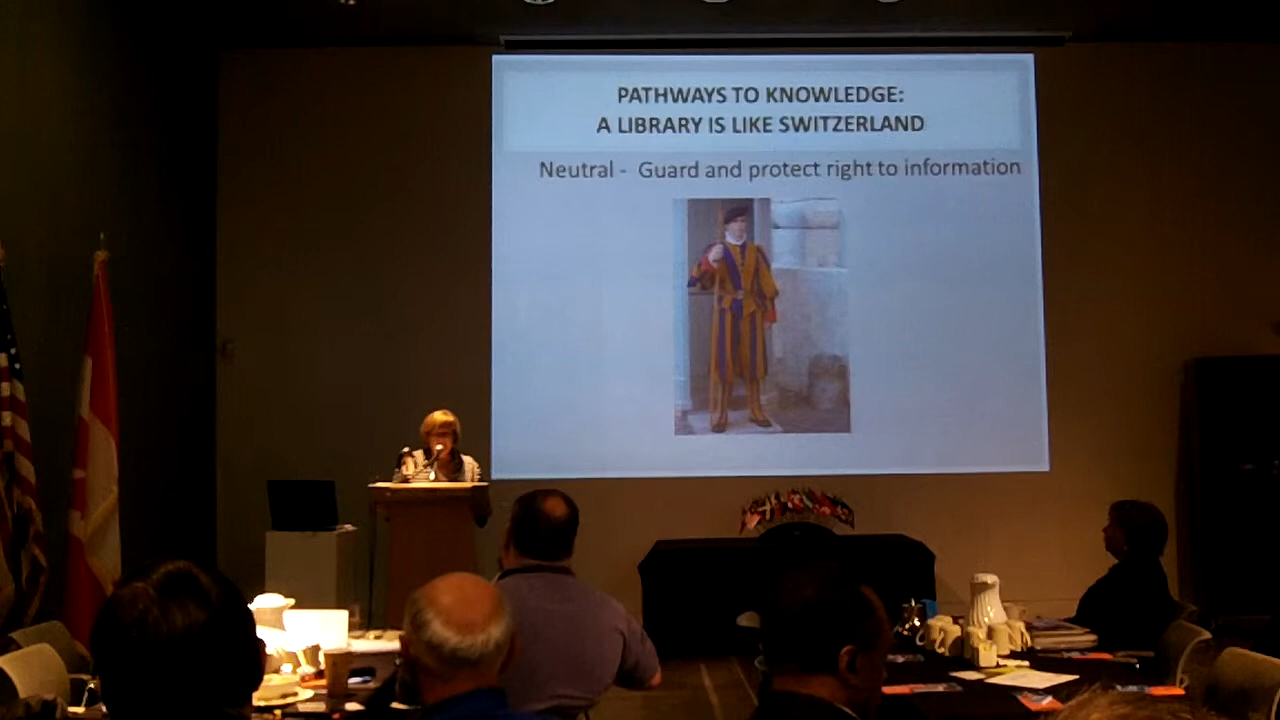 PATHWAYS TO KNOWLEDGE:
A LIBRARY IS LIKE SWITZERLAND
Neutral - Guard and protect right to information